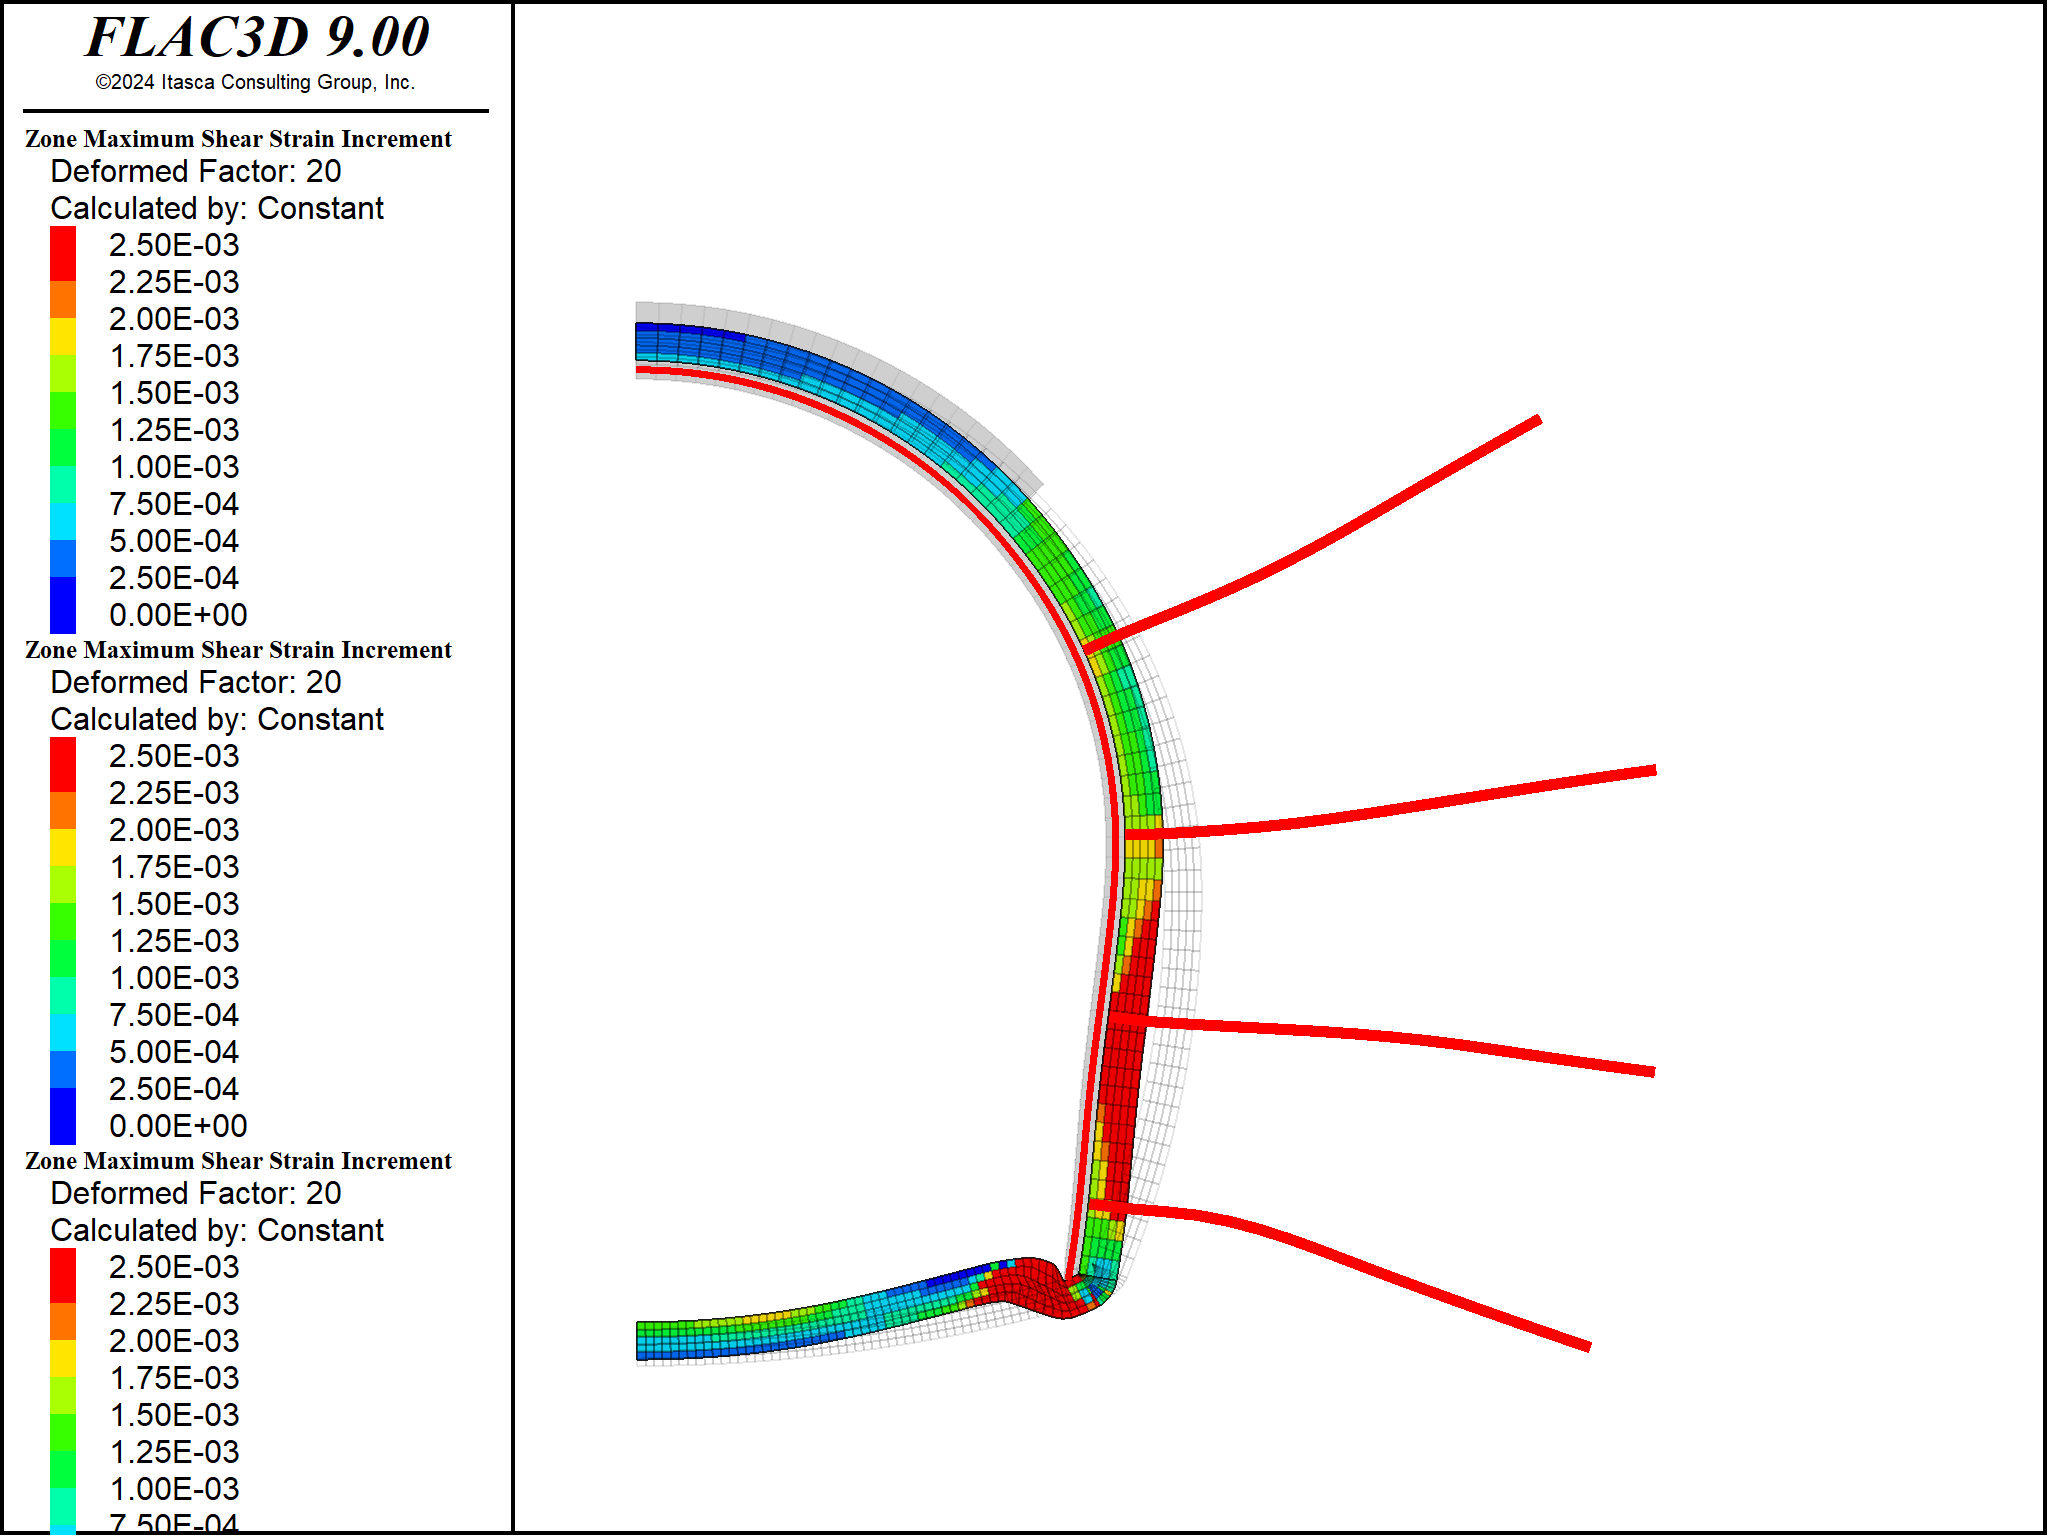 FLAC3D 9.00
©2024 Itasca Consulting Group, Inc.
Zone Maximum Shear Strain Increment
Deformed Factor: 20
Calculated by: Constant
2.50E-03
2.25E-03
2.00E-03
1.75E-03
1.50E-03
1.25E-03
1.00E-03
7.50E-04
5.00E-04
2.50E-04
0.00E+00
Zone Maximum Shear Strain Increment
Deformed Factor: 20
Calculated by: Constant
2.50E-03
2.25E-03
2.00E-03
1.75E-03
1.50E-03
1.25E-03
1.00E-03
7.50E-04
5.00E-04
2.50E-04
0.00E+00
Zone Maximum Shear Strain Increment
Deformed Factor: 20
Calculated by: Constant
2.50E-03
2.25E-03
2.00E-03
1.75E-03
1.50E-03
1.25E-03
1.00E-03
7.50E-04